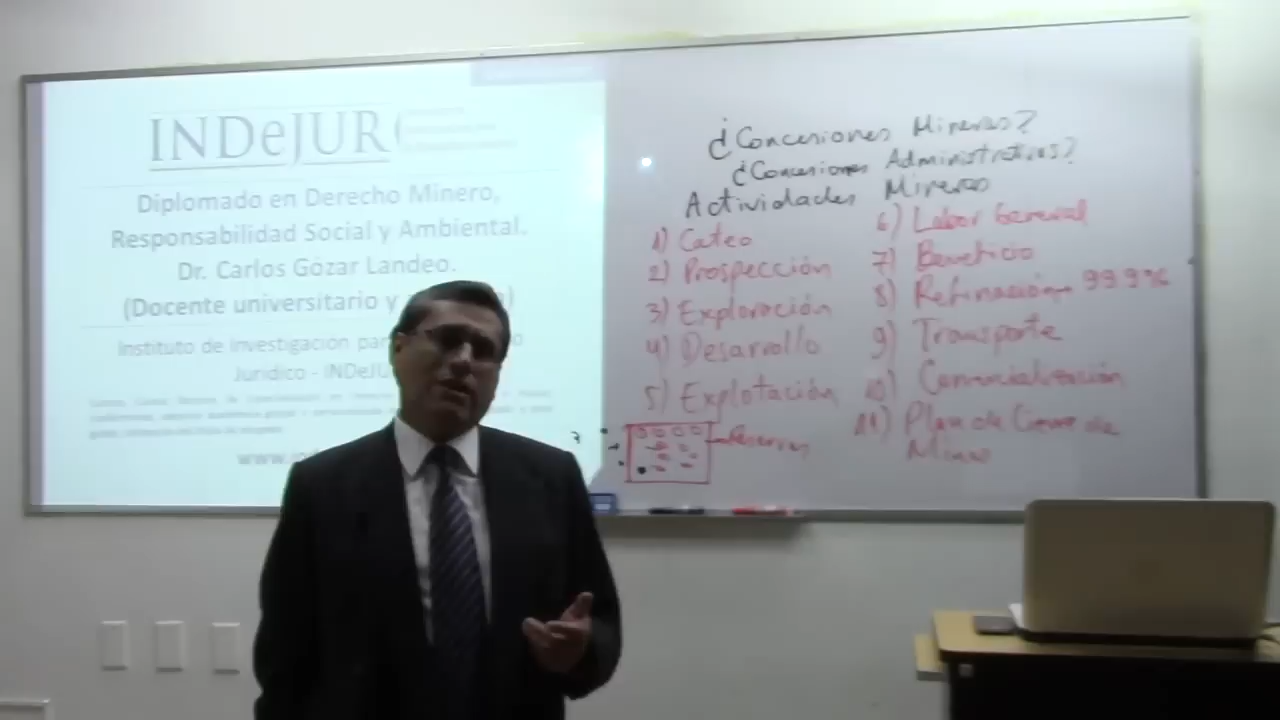 INDeJUR
Diplomado en Derecho Minero,
Responsabilidad Social y Ambiental.
Dr. Carlos Gozar Landeo.
(Docente universitario y
Instituto de Investigación
Jurídico - INDeJU
www.
¿Concesiones Mineras?
¿Concesiones Administrativas?
Actividades Mineras
1) Cateo
2) Prospección
3) Exploración
4) Desarrollo
5) Explotación
Reservas
6) Labor General
7) Beneficio
8) Refinación 99.9%
9) Transporte
10) Comercialización
11) Plan de Cierre de
Minas